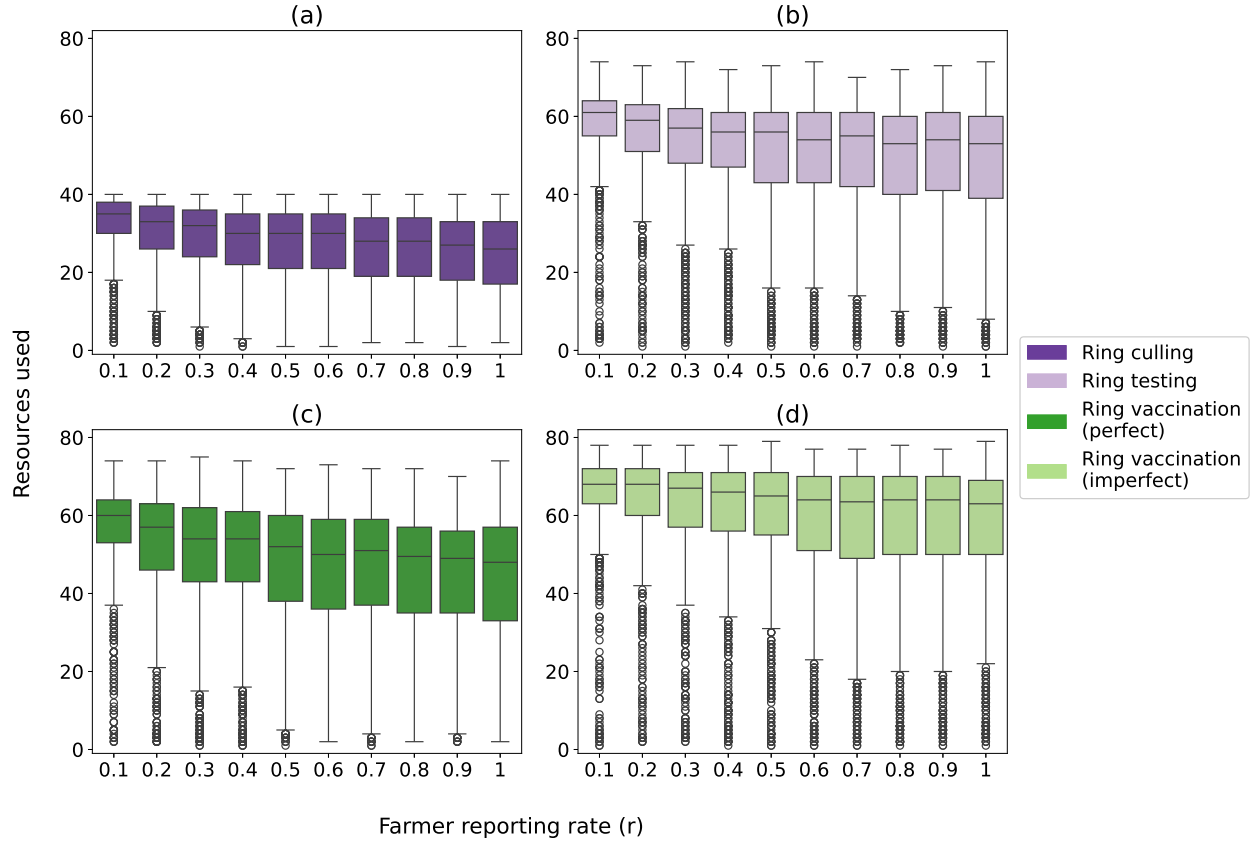 (a)
(b)
80
60
40
20
0
0.1 0.2 0.3 0.4 0.5 0.6 0.7 0.8 0.9 1
80
60
40
20
0
0.1 0.2 0.3 0.4 0.5 0.6 0.7 0.8 0.9 1
(c)
(d)
80
60
40
20
0
0.1 0.2 0.3 0.4 0.5 0.6 0.7 0.8 0.9 1
80
60
40
20
0
0.1 0.2 0.3 0.4 0.5 0.6 0.7 0.8 0.9 1
Resources used
Farmer reporting rate (r)
Ring culling
Ring testing
Ring vaccination
(perfect)
Ring vaccination
(imperfect)